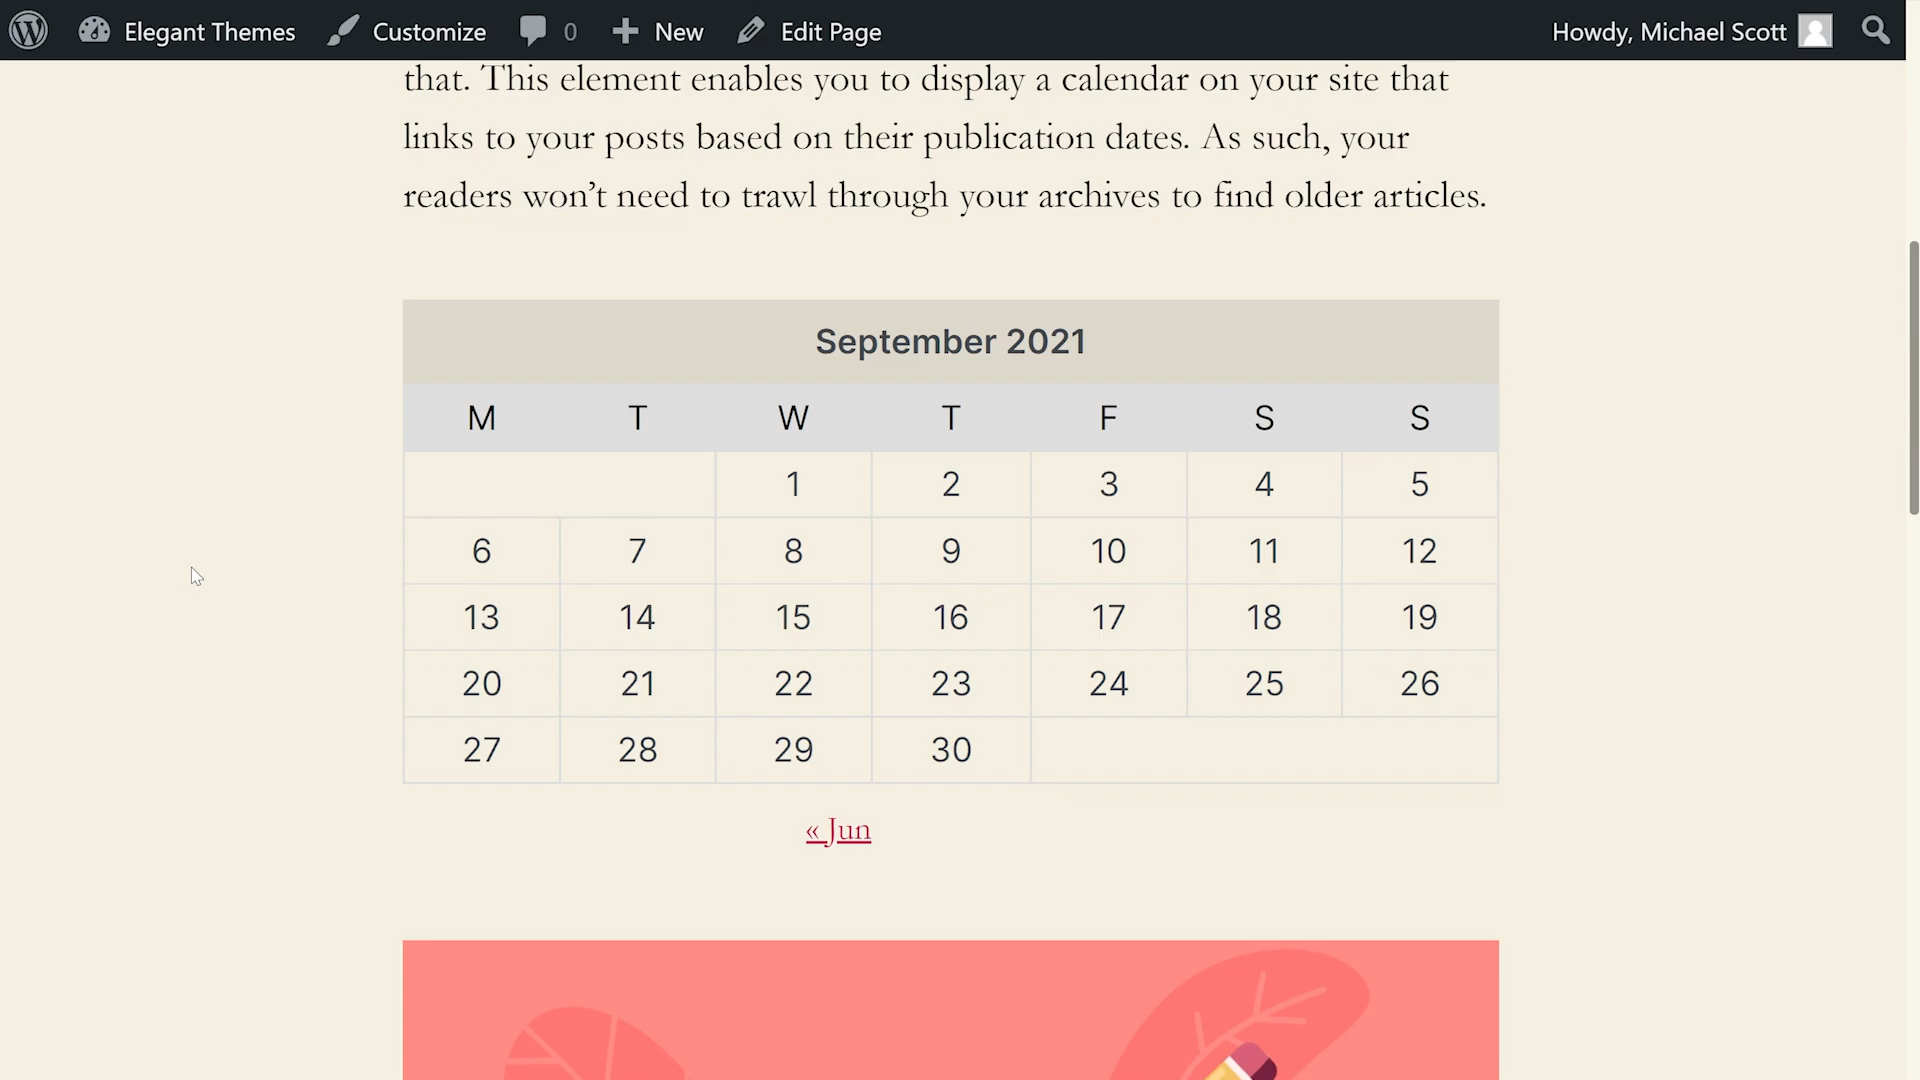 Elegant Themes Customize 0 New Edit Page Howdy, Michael Scott
that. This element enables you to display a calendar on your site that
links to your posts based on their publication dates. As such, your
readers won’t need to trawl through your archives to find older articles.
September 2021
M T W T F S S
1 2 3 4 5
6 7 8 9 10 11 12
13 14 15 16 17 18 19
20 21 22 23 24 25 26
27 28 29 30
« Jun